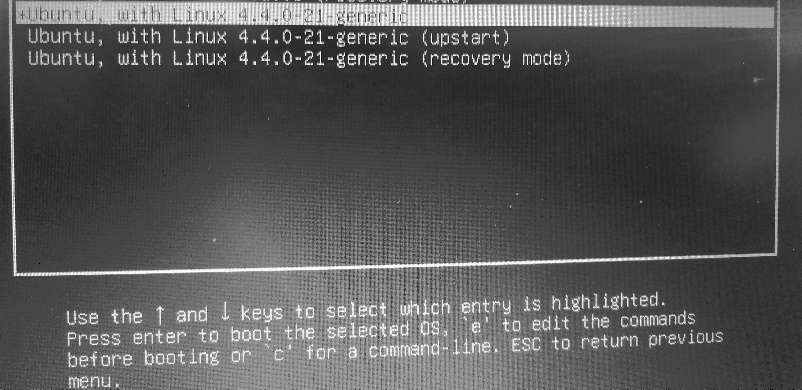 *Ubuntu, with Linux 4.4.0-21-generic
Ubuntu, with Linux 4.4.0-21-generic (upstart)
Ubuntu, with Linux 4.4.0-21-generic (recovery mode)
Use the ↑ and ↓ keys to select which entry is highlighted.
Press enter to boot the selected OS, `e' to edit the commands
before booting or `c' for a command-line. ESC to return previous
menu.